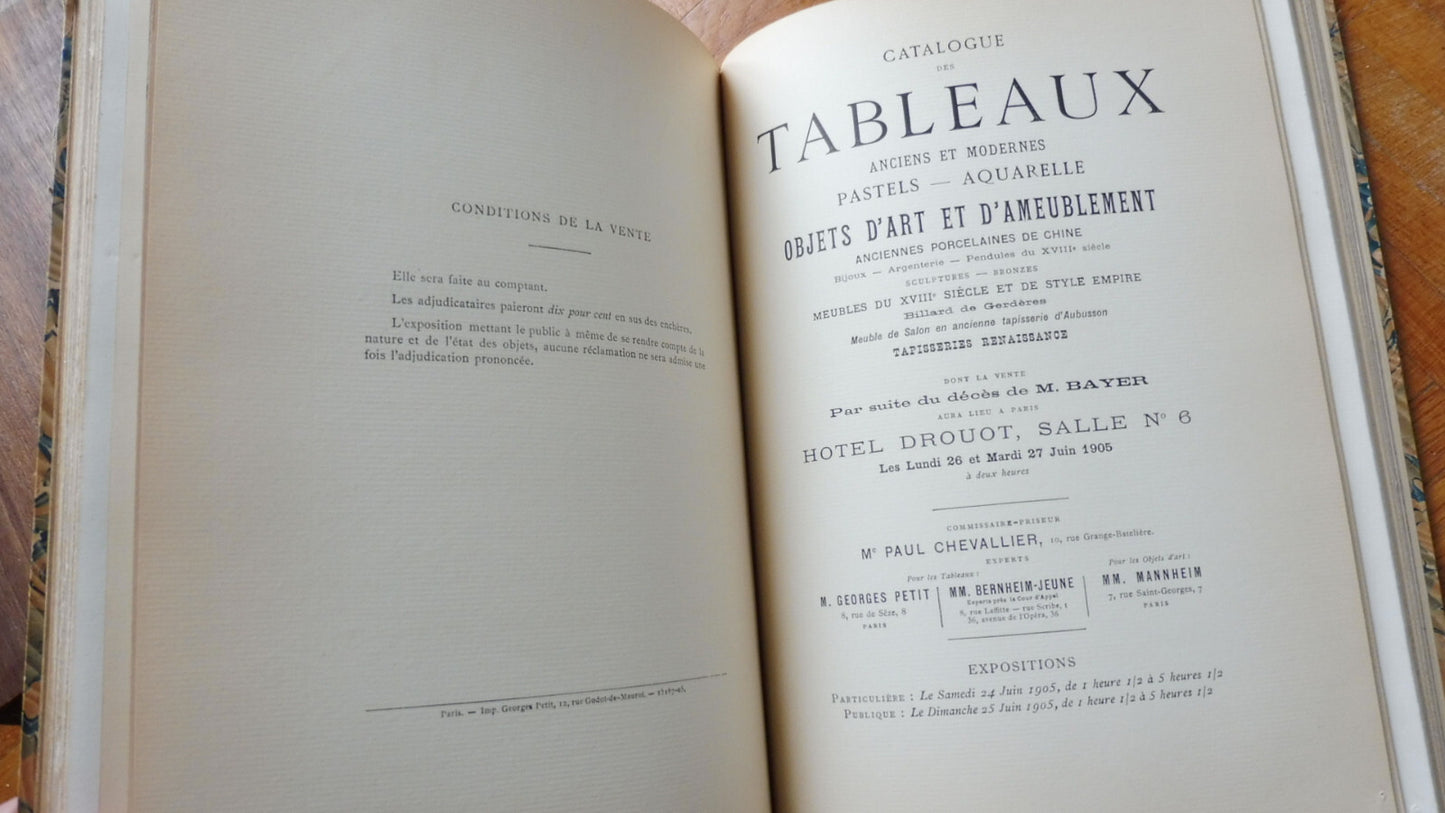 CONDITIONS DE LA VENTE
Elle sera faite au comptant.
Les adjudicataires paieront dix pour cent en sus des enchères.
L'exposition mettant le public à même de se rendre compte de la
nature et de l'état des objets, aucune réclamation ne sera admise une
fois l'adjudication prononcée.
Paris. — Imp. Georges Petit, 12, rue Godot-de-Mauroi. —
CATALOGUE
DES
TABLEAUX
ANCIENS ET MODERNES
PASTELS — AQUARELLE
OBJETS D'ART ET D'AMEUBLEMENT
ANCIENNES PORCELAINES DE CHINE
Bijoux — Argenterie — Pendules du XVIIIe siècle
SCULPTURES — BRONZES
MEUBLES DU XVIIIe SIÈCLE ET DE STYLE EMPIRE
Billard de Gerdères
Meuble de Salon en ancienne tapisserie d'Aubusson
TAPISSERIES RENAISSANCE
DONT LA VENTE
Par suite du décès de M. BAYER
AURA LIEU A PARIS
HOTEL DROUOT, SALLE No 6
Les Lundi 26 et Mardi 27 Juin 1905
à deux heures
COMMISSAIRE-PRISEUR
Me PAUL CHEVALLIER, 10, rue Grange-Batelière.
EXPERTS
Pour les Tableaux :
M. GEORGES PETIT
8, rue de Sèze, 8
PARIS
MM. BERNHEIM-JEUNE
Experts près la Cour d'Appel
8, rue Laffitte — rue Scribe, 1
36, avenue de l'Opéra, 36
Pour les Objets d'art :
MM. MANNHEIM
7, rue Saint-Georges, 7
PARIS
EXPOSITIONS
PARTICULIÈRE : Le Samedi 24 Juin 1905, de 1 heure 1/2 à 5 heures 1/2
PUBLIQUE : Le Dimanche 25 Juin 1905, de 1 heure 1/2 à 5 heures 1/2